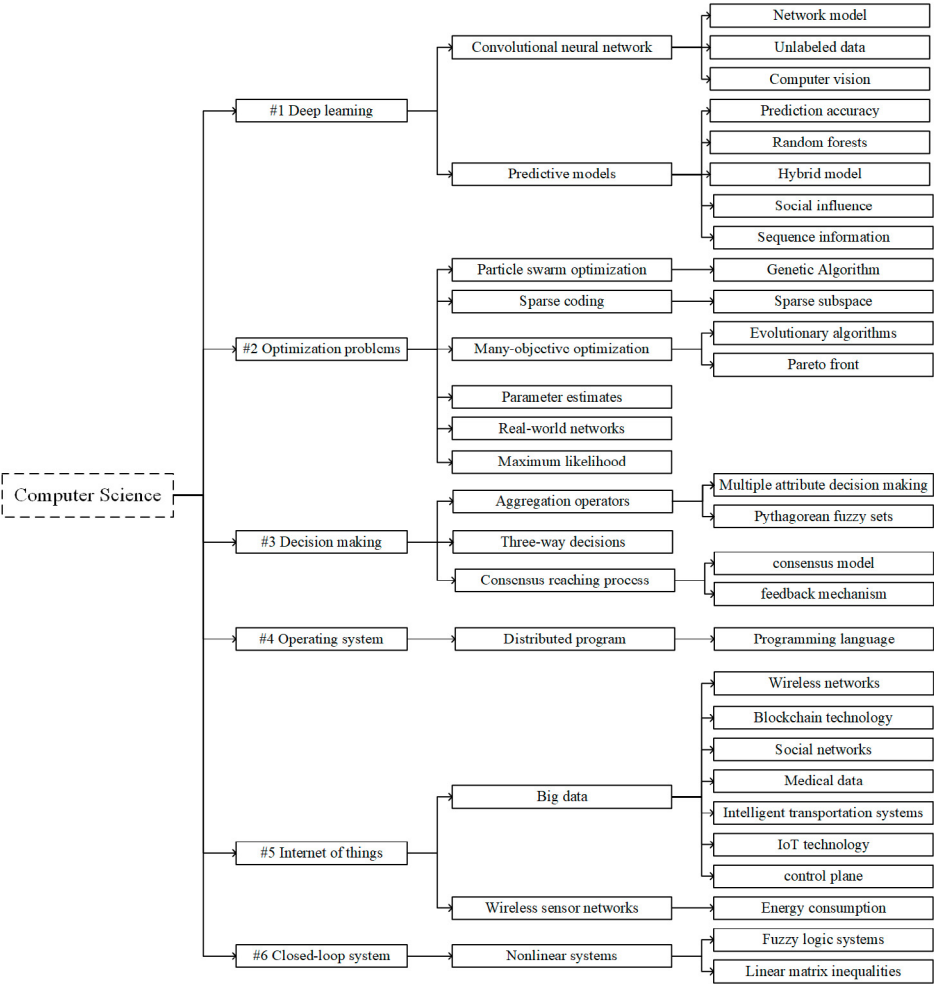 Computer Science
#1 Deep learning
Convolutional neural network
Network model
Unlabeled data
Computer vision
Predictive models
Prediction accuracy
Random forests
Hybrid model
Social influence
Sequence information
#2 Optimization problems
Particle swarm optimization
Genetic Algorithm
Sparse coding
Sparse subspace
Many-objective optimization
Evolutionary algorithms
Pareto front
Parameter estimates
Real-world networks
Maximum likelihood
#3 Decision making
Aggregation operators
Multiple attribute decision making
Pythagorean fuzzy sets
Three-way decisions
Consensus reaching process
consensus model
feedback mechanism
#4 Operating system
Distributed program
Programming language
#5 Internet of things
Big data
Wireless networks
Blockchain technology
Social networks
Medical data
Intelligent transportation systems
IoT technology
control plane
Wireless sensor networks
Energy consumption
#6 Closed-loop system
Nonlinear systems
Fuzzy logic systems
Linear matrix inequalities